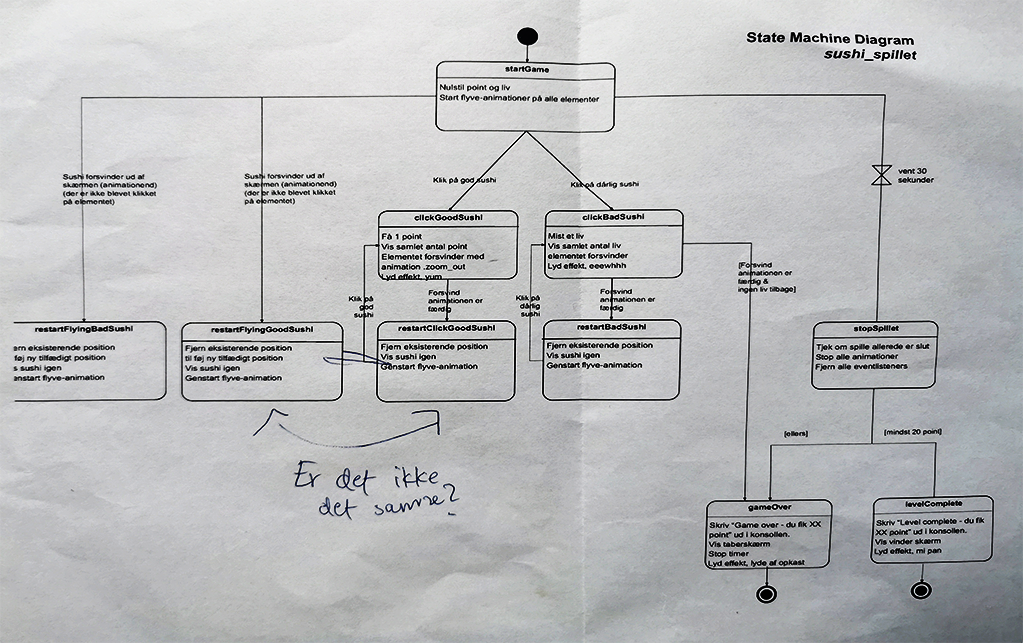 State Machine Diagram
sushi_spillet
startGame
Nulstil point og liv
Start flyve-animationer på alle elementer
Sushi forsvinder ud af
skærmen (animationend)
(der er ikke blevet klikket
på elementet)
Sushi forsvinder ud af
skærmen (animationend)
(der er ikke blevet klikket
på elementet)
Klik på god sushi
Klik på dårlig sushi
vent 30
sekunder
clickGoodSushi
Få 1 point
Vis samlet antal point
Elementet forsvinder med
animation .zoom_out
Lyd effekt, yum
clickBadSushi
Mist et liv
Vis samlet antal liv
elementet forsvinder
Lyd effekt, eeewhhh
[Forsvind
animationen er
færdig &
ingen liv tilbage]
Klik på
god
sushi
Forsvind
animationen er
færdig
Klik på
dårlig
sushi
Forsvind
animationen er
færdig
restartFlyingBadSushi
ern eksisterende position
føj ny tilfædigt position
s sushi igen
enstart flyve-animation
restartFlyingGoodSushi
Fjern eksisterende position
til føj ny tilfædigt position
Vis sushi igen
Genstart flyve-animation
restartClickGoodSushi
Fjern eksisterende position
Vis sushi igen
Genstart flyve-animation
restartBadSushi
Fjern eksisterende position
Vis sushi igen
Genstart flyve-animation
stopSpillet
Tjek om spille allerede er slut
Stop alle animationer
Fjern alle eventlisteners
[ellers]
[mindst 20 point]
Er det ikke
det samme?
gameOver
Skriv "Game over - du fik XX
point" ud i konsollen.
Vis taberskærm
Stop timer
Lyd effekt, lyde af opkast
levelComplete
Skriv "Level complete - du fik
XX point" ud i konsollen.
Vis vinder skærm
Lyd effekt, mi pan